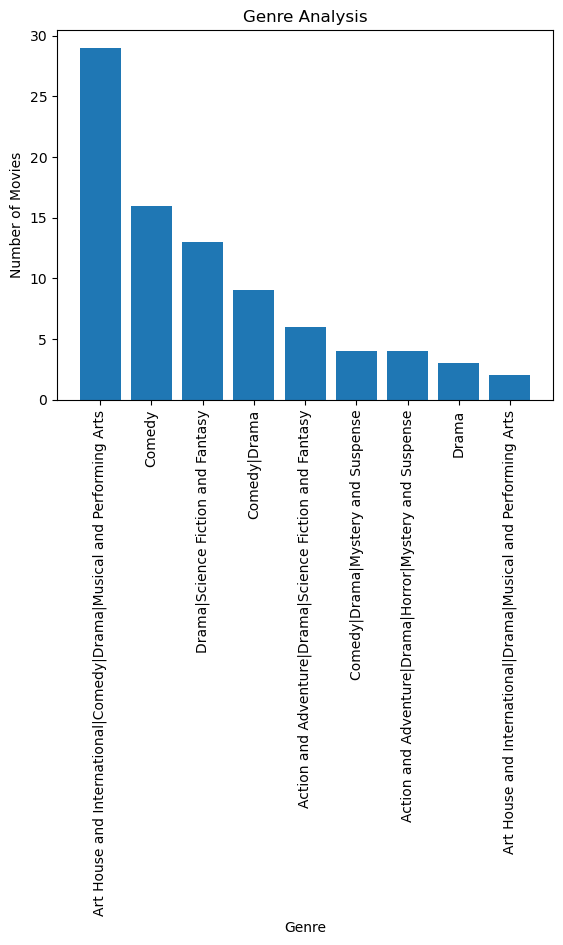 Genre Analysis
Number of Movies
30
25
20
15
10
5
0
Art House and International|Comedy|Drama|Musical and Performing Arts
Comedy
Drama|Science Fiction and Fantasy
Comedy|Drama
Action and Adventure|Drama|Science Fiction and Fantasy
Comedy|Drama|Mystery and Suspense
Action and Adventure|Drama|Horror|Mystery and Suspense
Drama
Art House and International|Drama|Musical and Performing Arts
Genre